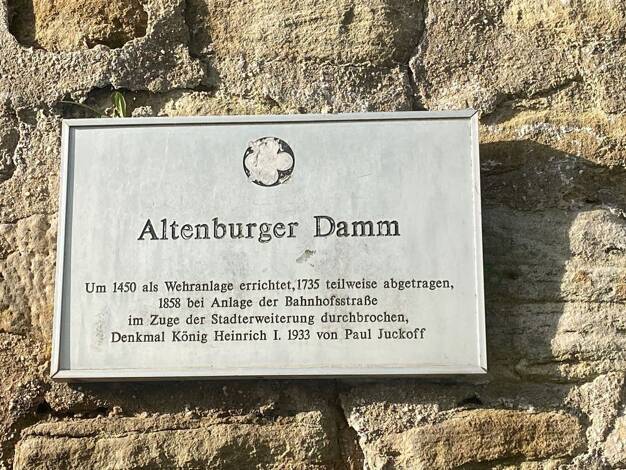 Altenburger Damm
Um 1450 als Wehranlage errichtet,1735 teilweise abgetragen,
1858 bei Anlage der Bahnhofsstraße
im Zuge der Stadterweiterung durchbrochen,
Denkmal König Heinrich I. 1933 von Paul Juckoff